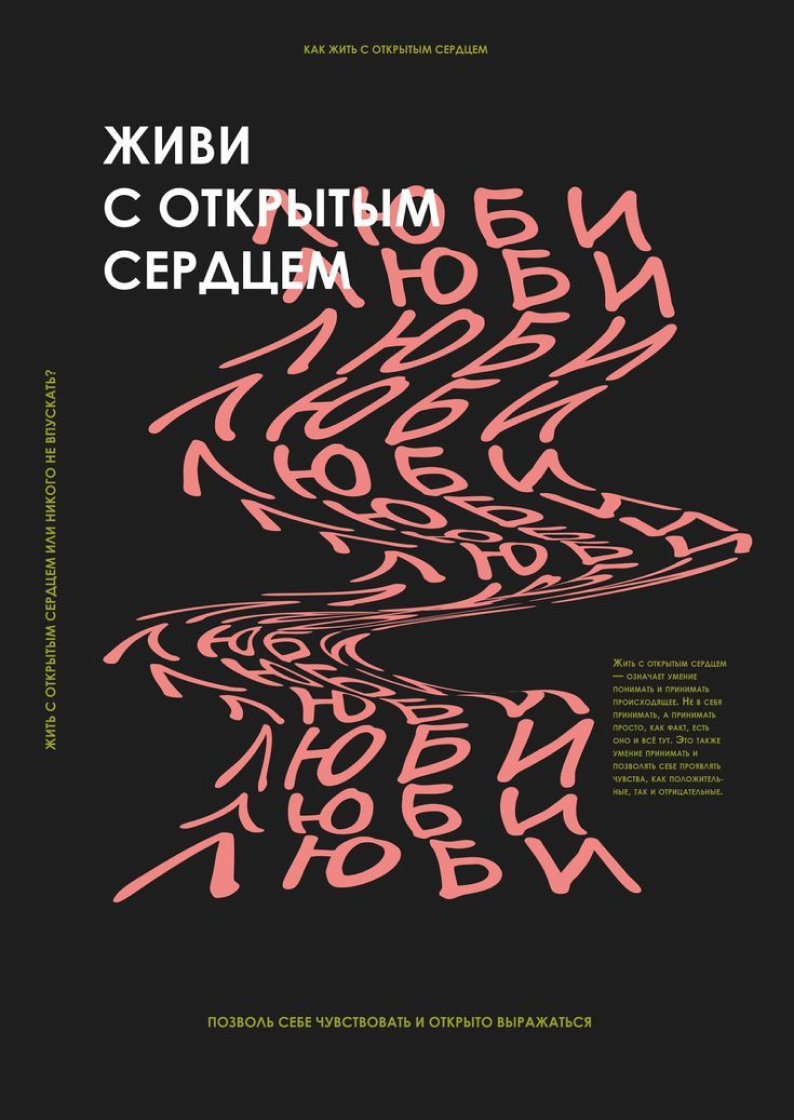 КАК ЖИТЬ С ОТКРЫТЫМ СЕРДЦЕМ
ЖИВИ
С ОТКРЫТЫМ
СЕРДЦЕМ
ЛЮБИ
ЛЮБИ
ЛЮБИ
ЛЮБИ
ЛЮБИ
ЛЮБИ
ЛЮБИ
ЛЮБИ
ЛЮБИ
ЛЮБИ
ЛЮБИ
ЛЮБИ
ЖИТЬ С ОТКРЫТЫМ СЕРДЦЕМ ИЛИ НИКОГО НЕ ВПУСКАТЬ?
Жить с открытым сердцем
— означает умение
понимать и принимать
происходящее. Не в себя
принимать, а принимать
просто, как факт, есть
оно и всё тут. Это также
умение принимать и
позволять себе проявлять
чувства, как положитель-
ные, так и отрицательные.
ПОЗВОЛЬ СЕБЕ ЧУВСТВОВАТЬ И ОТКРЫТО ВЫРАЖАТЬСЯ